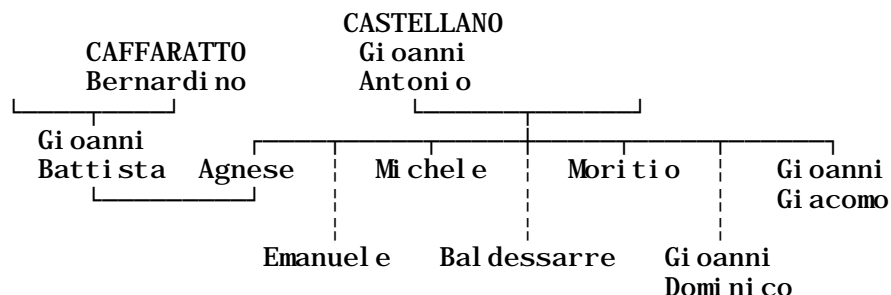 CASTELLANO
CAFFARATTO Gioanni
Bernardino Antonio
Gioanni
Battista Agnese Michele Moritio Gioanni
Giacomo
Emanuele Baldessarre Gioanni
Dominico